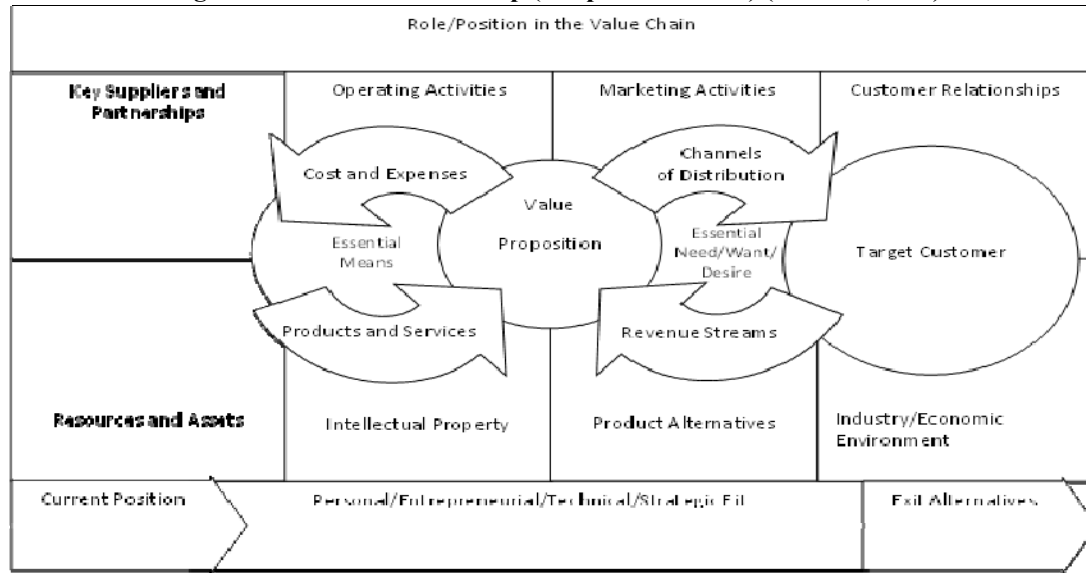 Role/Position in the Value Chain
Key Suppliers and
Partnerships
Operating Activities
Marketing Activities
Customer Relationships
Cost and Expenses
Channels
of Distribution
Value
Proposition
Essential
Means
Essential
Need/Want/
Desire
Target Customer
Products and Services
Revenue Streams
Resources and Assets
Intellectual Property
Product Alternatives
Industry/Economic
Environment
Current Position
Personal/Entrepreneurial/Technical/Strategic Fit
Exit Alternatives